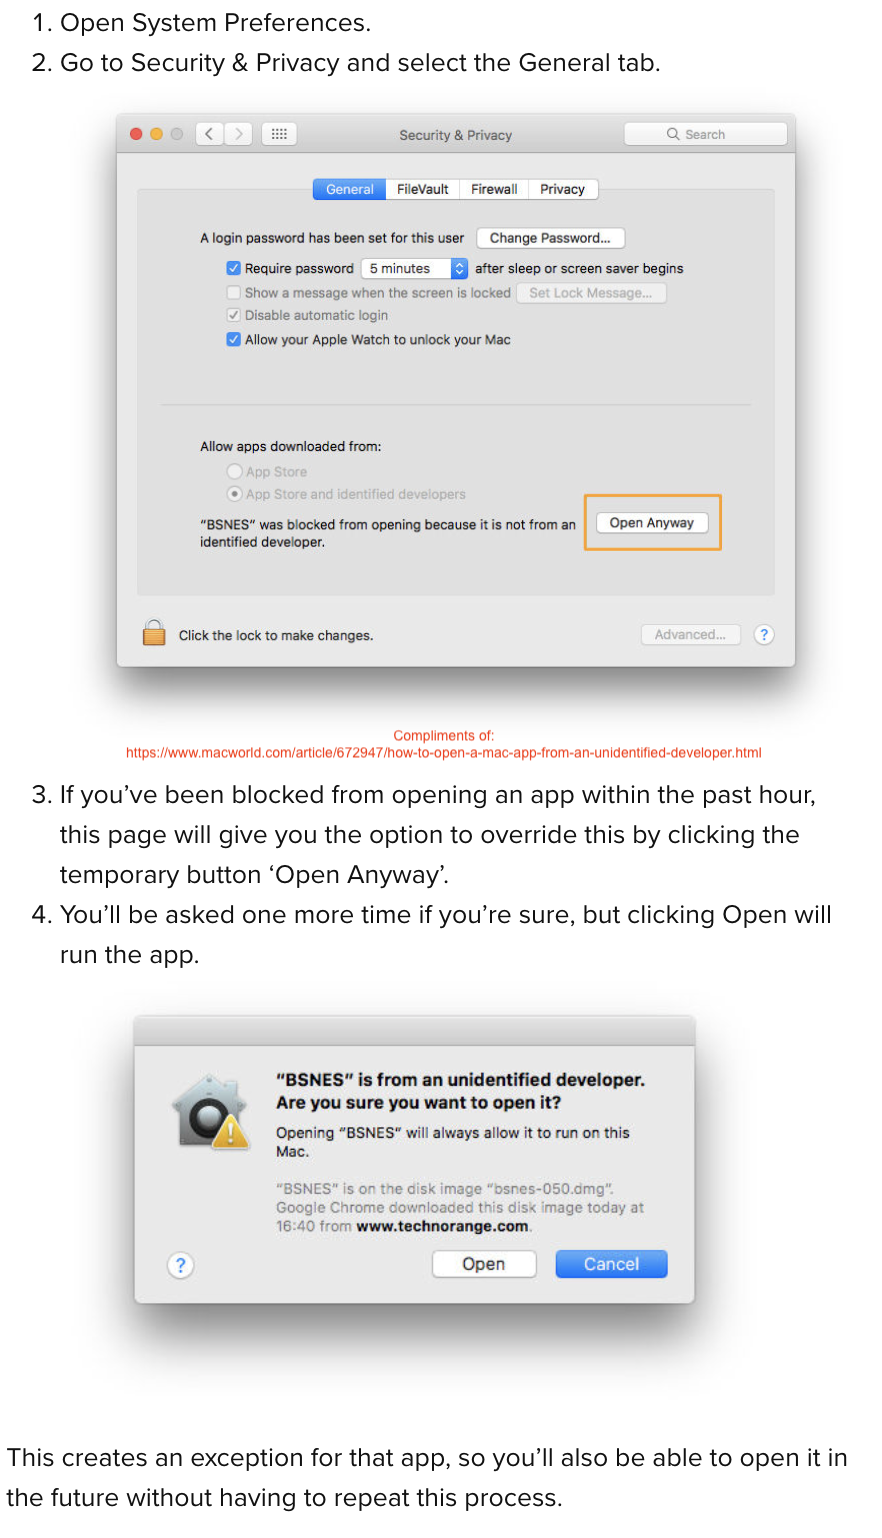 1. Open System Preferences.
2. Go to Security & Privacy and select the General tab.
Security & Privacy
Search
General FileVault Firewall Privacy
A login password has been set for this user Change Password...
Require password 5 minutes after sleep or screen saver begins
Show a message when the screen is locked Set Lock Message...
Disable automatic login
Allow your Apple Watch to unlock your Mac
Allow apps downloaded from:
App Store
App Store and identified developers
“BSNES” was blocked from opening because it is not from an
identified developer.
Open Anyway
Click the lock to make changes.
Advanced...
?
Compliments of:
https://www.macworld.com/article/672947/how-to-open-a-mac-app-from-an-unidentified-developer.html
3. If you’ve been blocked from opening an app within the past hour,
this page will give you the option to override this by clicking the
temporary button ‘Open Anyway’.
4. You’ll be asked one more time if you’re sure, but clicking Open will
run the app.
“BSNES” is from an unidentified developer.
Are you sure you want to open it?
Opening “BSNES” will always allow it to run on this
Mac.
“BSNES” is on the disk image “bsnes-050.dmg”.
Google Chrome downloaded this disk image today at
16:40 from www.technorange.com.
? Open Cancel
This creates an exception for that app, so you’ll also be able to open it in
the future without having to repeat this process.